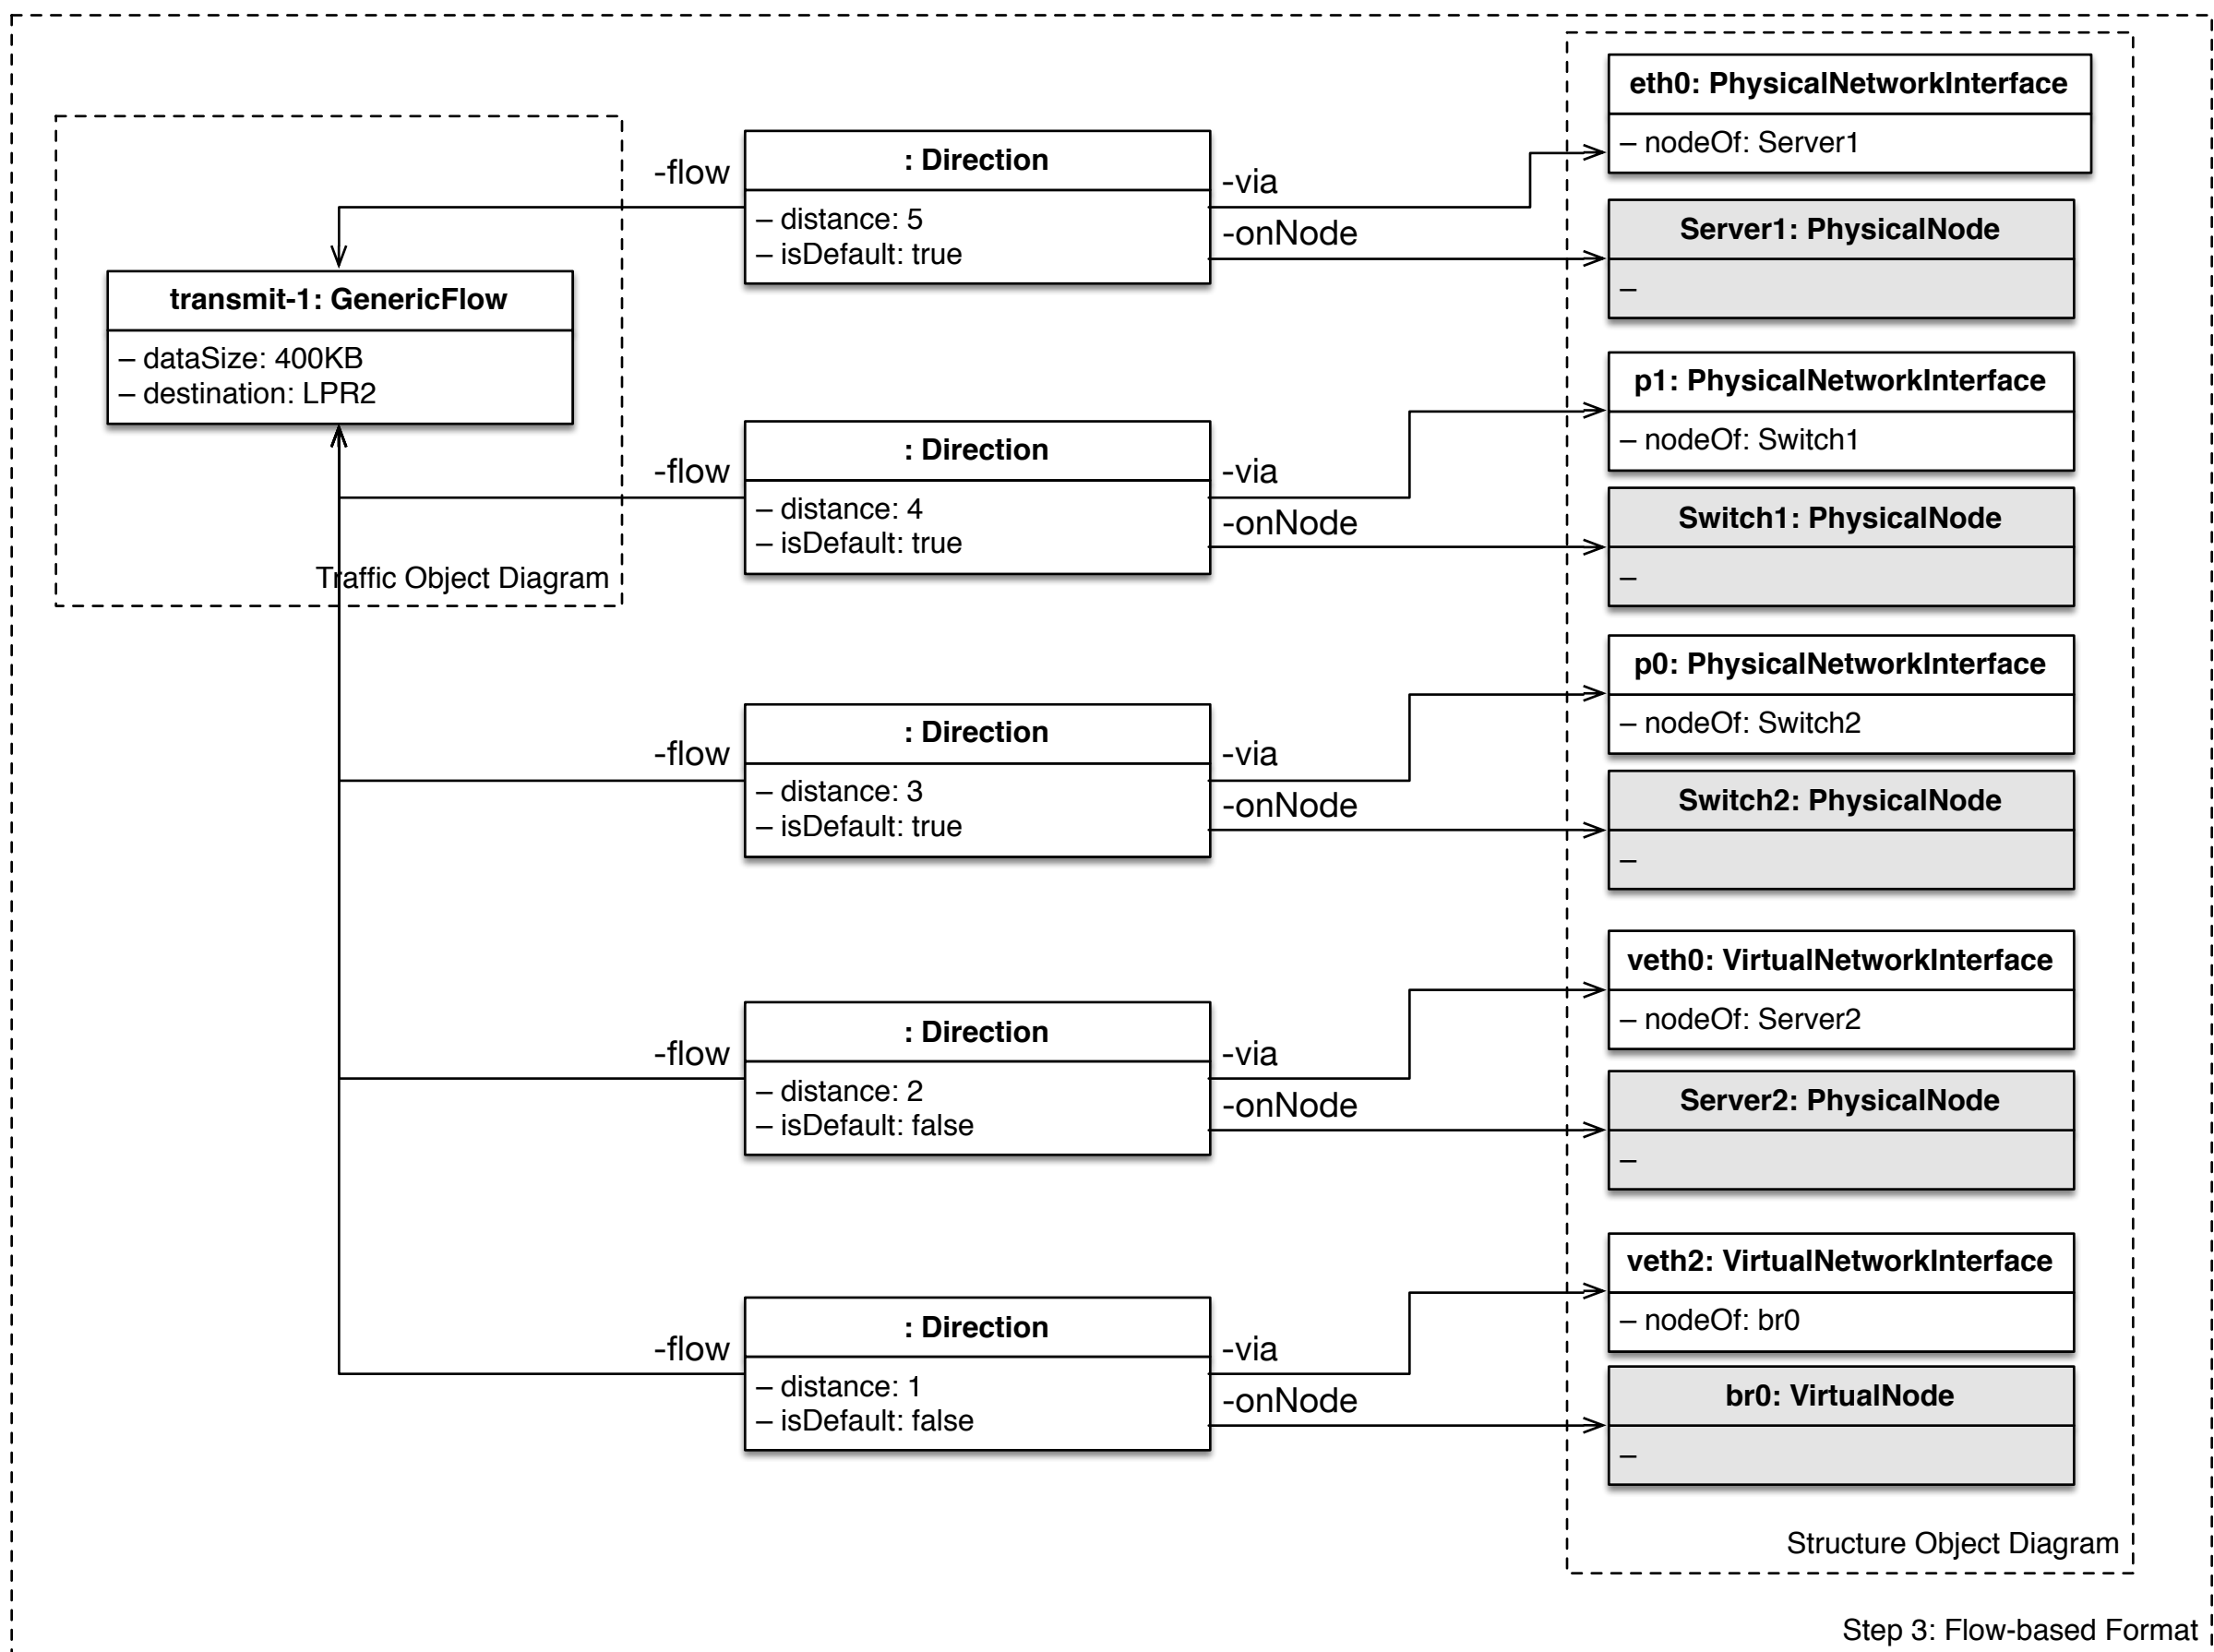 eth0: PhysicalNetworkInterface
– nodeOf: Server1
: Direction
-flow
-via
– distance: 5
– isDefault: true
-onNode
Server1: PhysicalNode
–
transmit-1: GenericFlow
– dataSize: 400KB
– destination: LPR2
Traffic Object Diagram
p1: PhysicalNetworkInterface
– nodeOf: Switch1
: Direction
-flow
-via
– distance: 4
– isDefault: true
-onNode
Switch1: PhysicalNode
–
p0: PhysicalNetworkInterface
– nodeOf: Switch2
: Direction
-flow
-via
– distance: 3
– isDefault: true
-onNode
Switch2: PhysicalNode
–
veth0: VirtualNetworkInterface
– nodeOf: Server2
: Direction
-flow
-via
– distance: 2
– isDefault: false
-onNode
Server2: PhysicalNode
–
veth2: VirtualNetworkInterface
– nodeOf: br0
: Direction
-flow
-via
– distance: 1
– isDefault: false
-onNode
br0: VirtualNode
–
Structure Object Diagram
Step 3: Flow-based Format